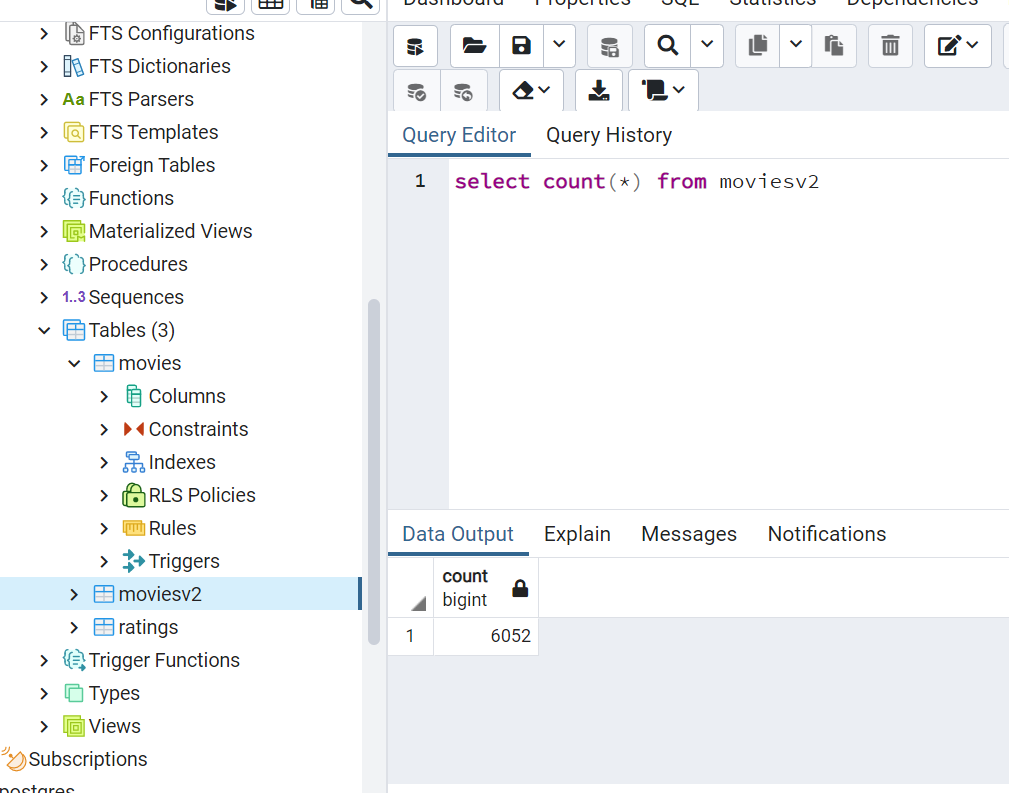 Dashboard Properties SQL Statistics Dependencies
FTS Configurations
FTS Dictionaries
Aa FTS Parsers
FTS Templates
Foreign Tables
Functions
Materialized Views
Procedures
1..3 Sequences
Tables (3)
movies
Columns
Constraints
Indexes
RLS Policies
Rules
Triggers
moviesv2
ratings
Trigger Functions
Types
Views
Subscriptions
postgres
Query Editor Query History
1 select count(*) from moviesv2
Data Output Explain Messages Notifications
count
bigint
1 6052